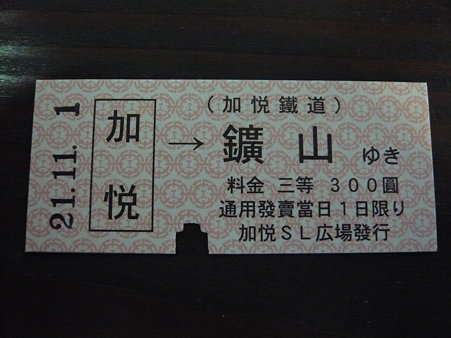 21.11. 1
加悦
→
(加悦鐵道)
鑛山 ゆき
料金 三等 300圓
通用發賣當日1日限り
加悦SL広場發行